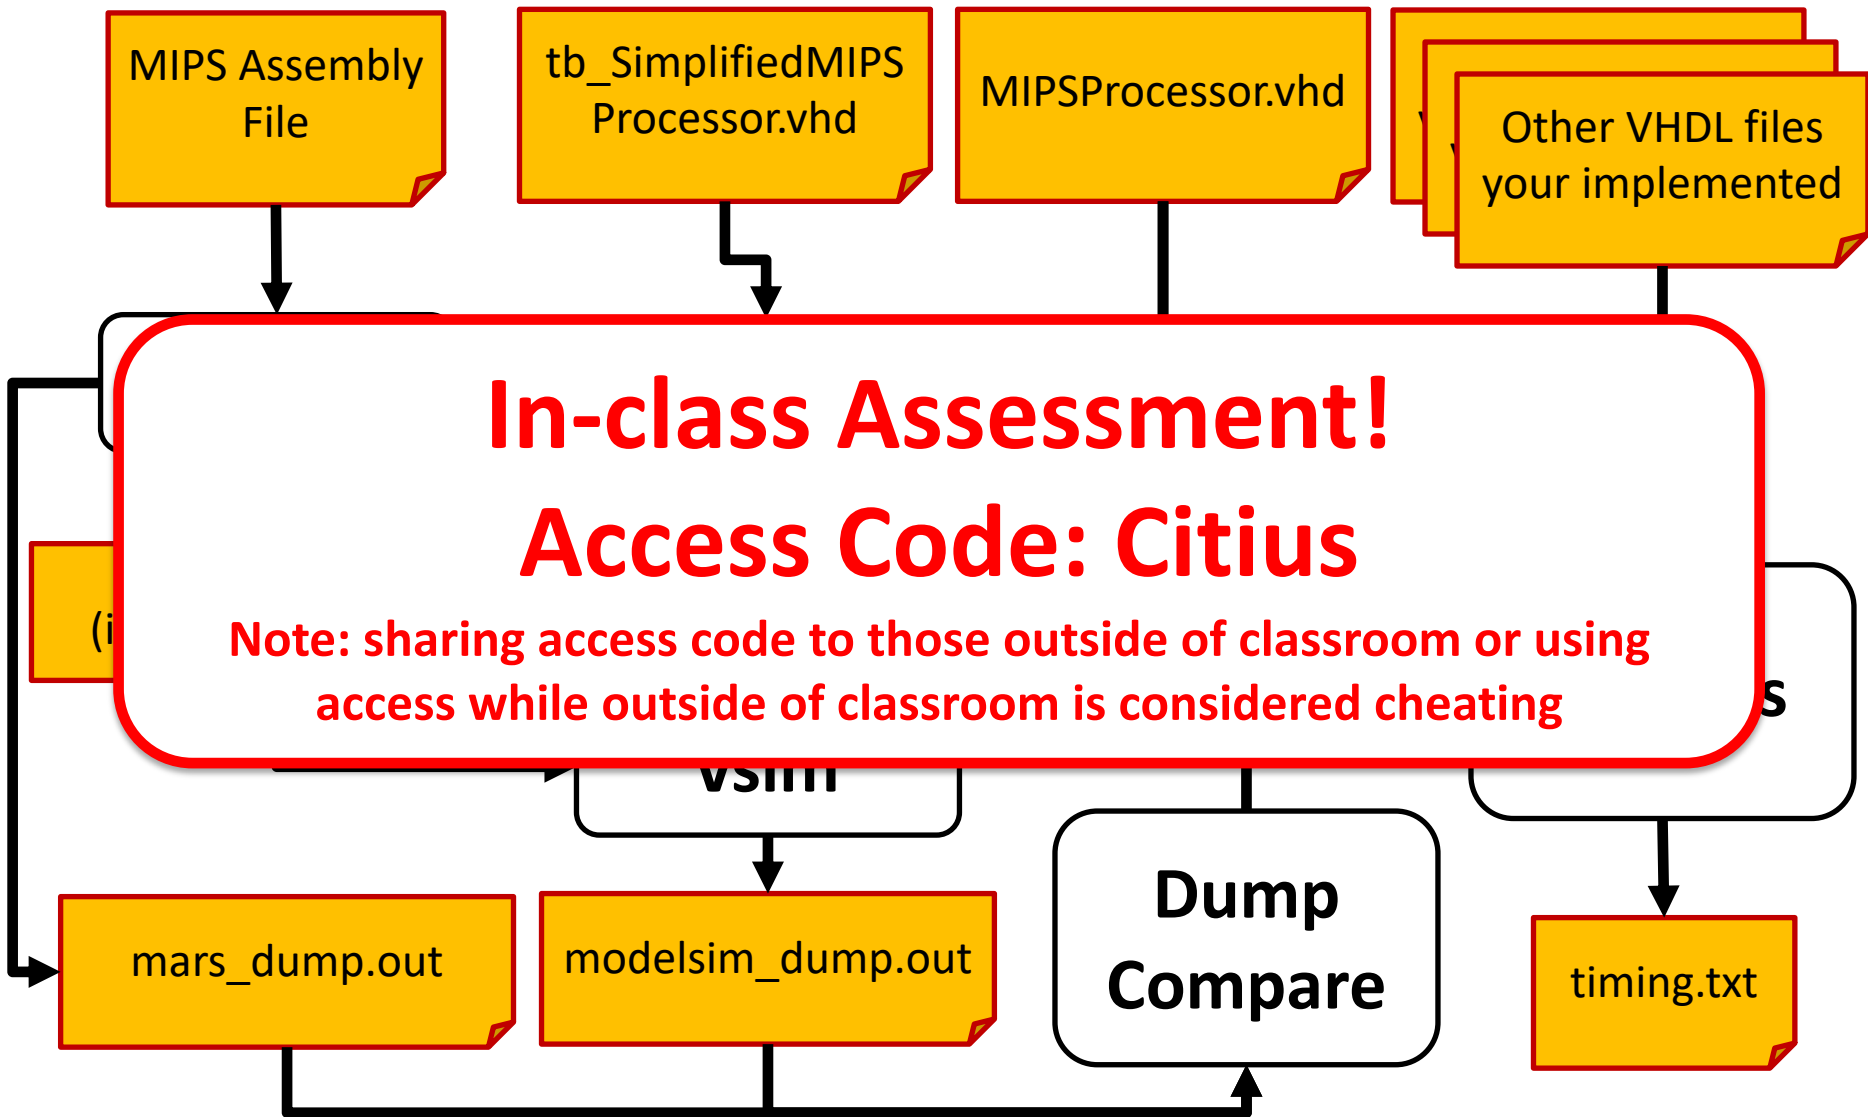 MIPS Assembly
File
tb_SimplifiedMIPS
Processor.vhd
MIPSProcessor.vhd
Other VHDL files
your implemented
In-class Assessment!
Access Code: Citius
Note: sharing access code to those outside of classroom or using
access while outside of classroom is considered cheating
(i
s
vsim
Dump
Compare
mars_dump.out
modelsim_dump.out
timing.txt